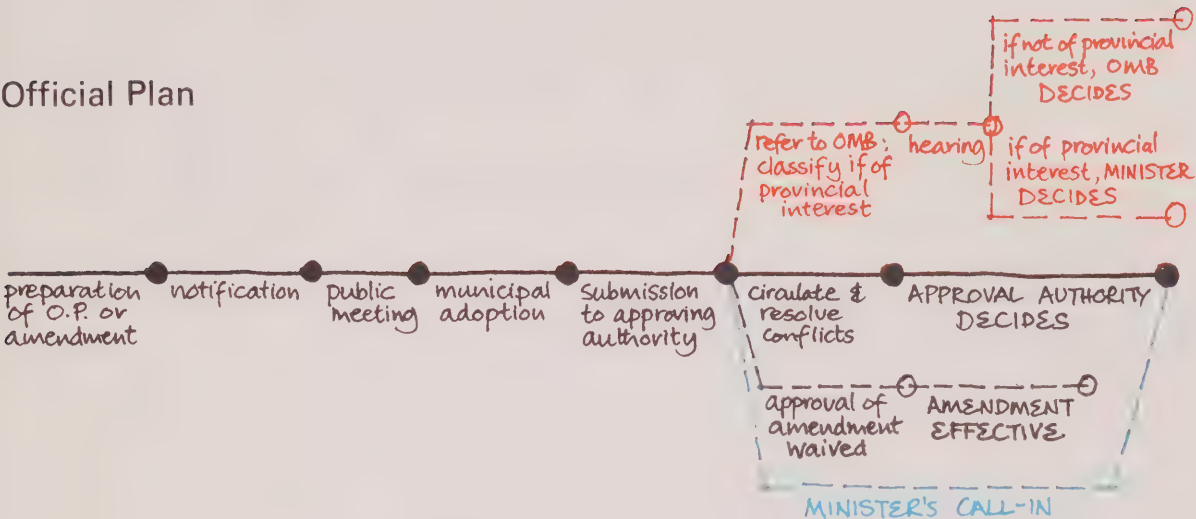 Official Plan
if not of provincial
interest, OMB
DECIDES
refer to OMB:
classify if of
provincial
interest
hearing
if of provincial
interest, MINISTER
DECIDES
preparation
of O.P. or
amendment
notification
public
meeting
municipal
adoption
submission
to approving
authority
circulate &
resolve
conflicts
APPROVAL AUTHORITY
DECIDES
approval of
amendment
waived
AMENDMENT
EFFECTIVE
MINISTER'S CALL-IN